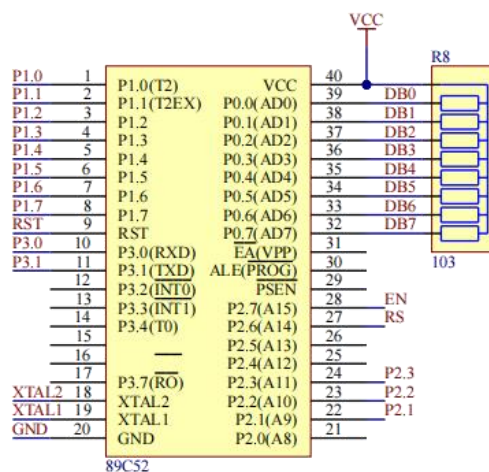 VCC
R8
P1.0 1 P1.0(T2) VCC 40
P1.1 2 P1.1(T2EX) P0.0(AD0) 39 DB0
P1.2 3 P1.2 P0.1(AD1) 38 DB1
P1.3 4 P1.3 P0.2(AD2) 37 DB2
P1.4 5 P1.4 P0.3(AD3) 36 DB3
P1.5 6 P1.5 P0.4(AD4) 35 DB4
P1.6 7 P1.6 P0.5(AD5) 34 DB5
P1.7 8 P1.7 P0.6(AD6) 33 DB6
RST 9 RST P0.7(AD7) 32 DB7
P3.0 10 P3.0(RXD) EA(VPP) 31
P3.1 11 P3.1(TXD) ALE(PROG) 30
12 P3.2(INT0) PSEN 29
13 P3.3(INT1) P2.7(A15) 28 EN
14 P3.4(T0) P2.6(A14) 27 RS
15 P2.5(A13) 26
16 P2.4(A12) 25
17 P3.7(RO) P2.3(A11) 24 P2.3
XTAL2 18 XTAL2 P2.2(A10) 23 P2.2
XTAL1 19 XTAL1 P2.1(A9) 22 P2.1
GND 20 GND P2.0(A8) 21
103
89C52